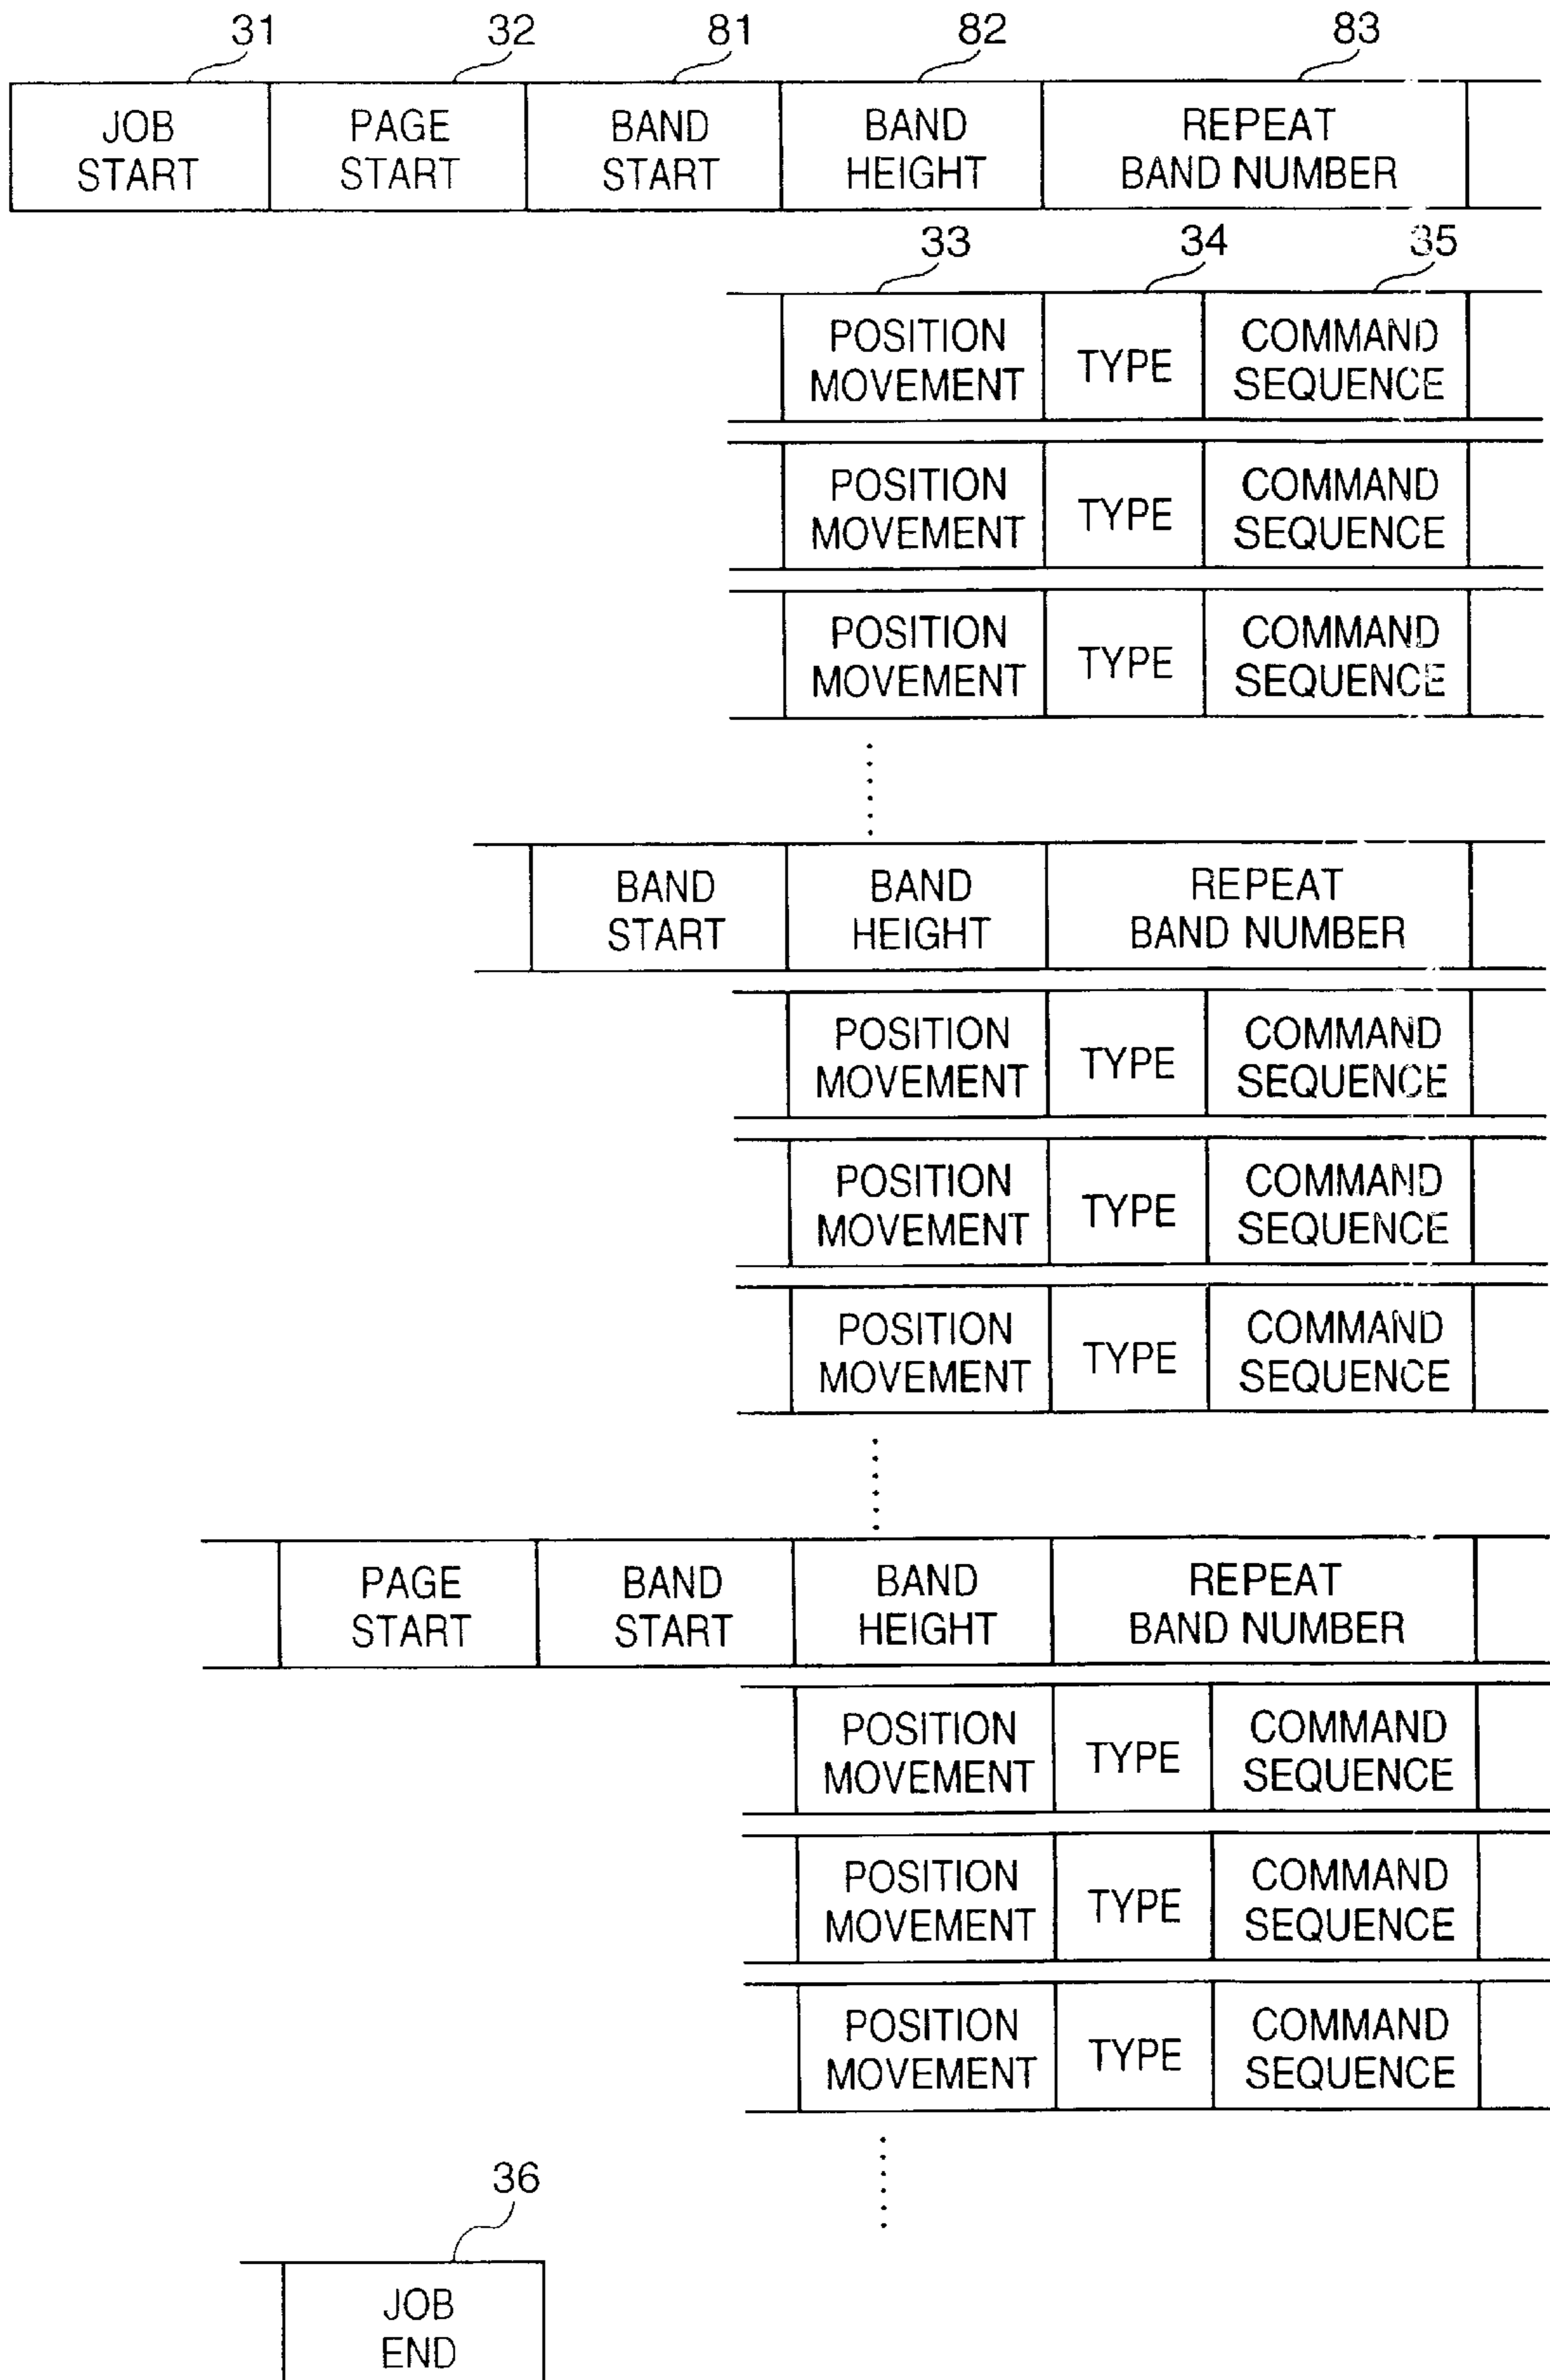 31 32 81 82 83
JOB START PAGE START BAND START BAND HEIGHT REPEAT BAND NUMBER
33 34 35
POSITION MOVEMENT TYPE COMMAND SEQUENCE
POSITION MOVEMENT TYPE COMMAND SEQUENCE
POSITION MOVEMENT TYPE COMMAND SEQUENCE
BAND START BAND HEIGHT REPEAT BAND NUMBER
POSITION MOVEMENT TYPE COMMAND SEQUENCE
POSITION MOVEMENT TYPE COMMAND SEQUENCE
POSITION MOVEMENT TYPE COMMAND SEQUENCE
PAGE START BAND START BAND HEIGHT REPEAT BAND NUMBER
POSITION MOVEMENT TYPE COMMAND SEQUENCE
POSITION MOVEMENT TYPE COMMAND SEQUENCE
POSITION MOVEMENT TYPE COMMAND SEQUENCE
36
JOB END